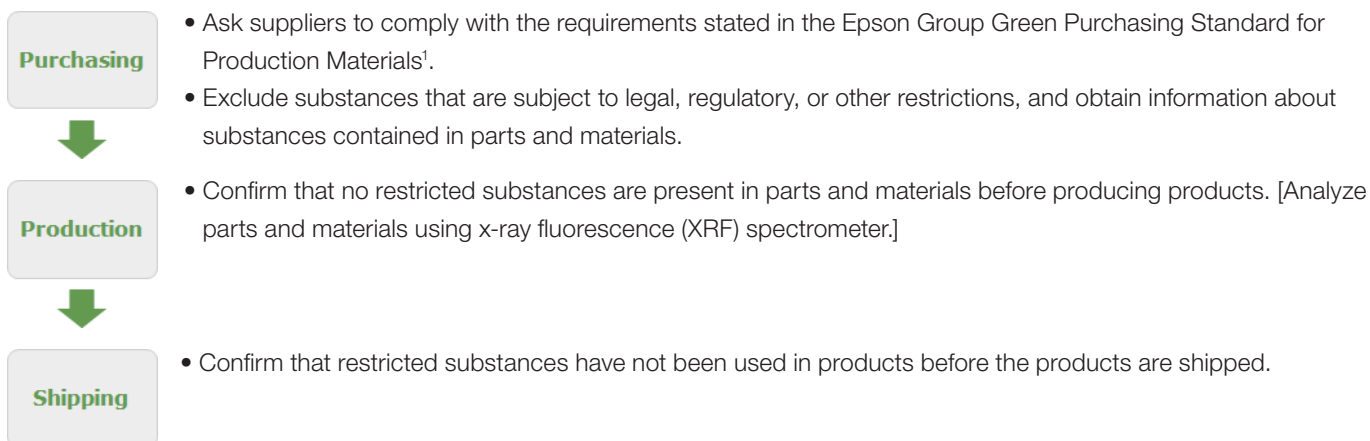 Purchasing
• Ask suppliers to comply with the requirements stated in the Epson Group Green Purchasing Standard for
Production Materials¹.
• Exclude substances that are subject to legal, regulatory, or other restrictions, and obtain information about
substances contained in parts and materials.
Production
• Confirm that no restricted substances are present in parts and materials before producing products. [Analyze
parts and materials using x-ray fluorescence (XRF) spectrometer.]
Shipping
• Confirm that restricted substances have not been used in products before the products are shipped.